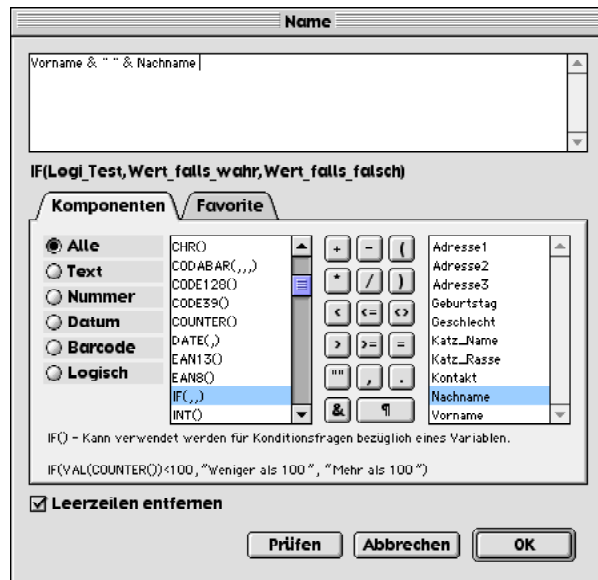 Name
Vorname & " " & Nachname
IF(Logi_Test,Wert_falls_wahr,Wert_falls_falsch)
Komponenten
Favorite
Alle
Text
Nummer
Datum
Barcode
Logisch
CHR()
CODABAR(,,,)
CODE128()
CODE39()
COUNTER()
DATE(,)
EAN13()
EAN8()
IF(,,)
INT()
+ - (
* / )
< <= <>
> >= =
"" , .
& ¶
Adresse1
Adresse2
Adresse3
Geburtstag
Geschlecht
Katz_Name
Katz_Rasse
Kontakt
Nachname
Vorname
IF() - Kann verwendet werden für Konditionsfragen bezüglich eines Variablen.
IF(VAL(COUNTER())<100,"Weniger als 100", "Mehr als 100")
Leerzeilen entfernen
Prüfen
Abbrechen
OK